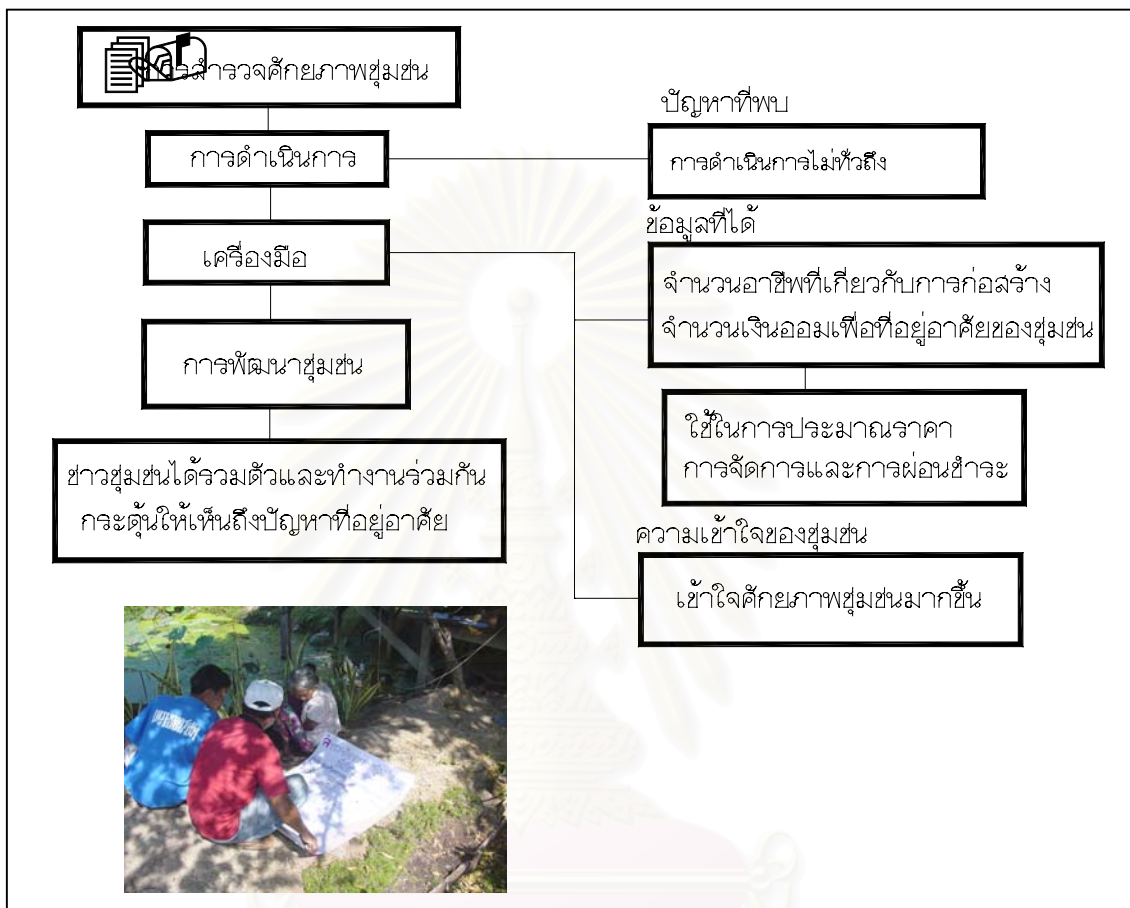 การสำรวจศักยภาพชุมชน
การดำเนินการ
ปัญหาที่พบ
การดำเนินการไม่ทั่วถึง
เครื่องมือ
ข้อมูลที่ได้
จำนวนอาชีพที่เกี่ยวกับการก่อสร้าง
จำนวนเงินออมเพื่อที่อยู่อาศัยของชุมชน
ใช้ในการประมาณราคา
การจัดการและการผ่อนชำระ
ความเข้าใจของชุมชน
เข้าใจศักยภาพชุมชนมากขึ้น
การพัฒนาชุมชน
ชาวชุมชนได้รวมตัวและทำงานร่วมกัน
กระตุ้นให้เห็นถึงปัญหาที่อยู่อาศัย